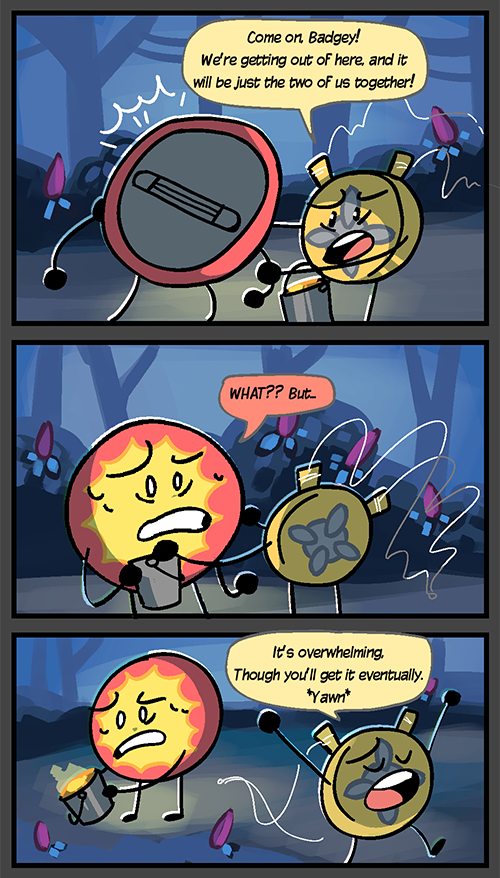 Come on, Badgey!
We're getting out of here, and it
will be just the two of us together!
WHAT?? But...
It's overwhelming,
Though you'll get it eventually.
*Yawn*